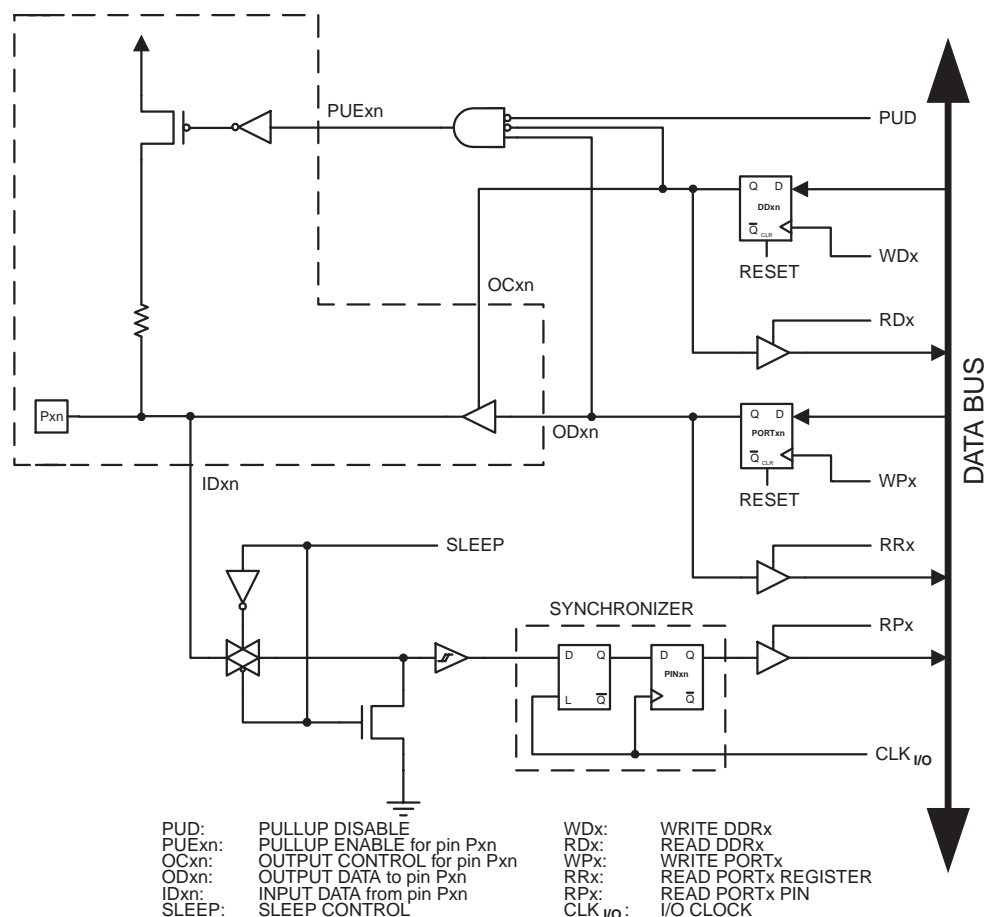 PUExn
PUD
Q D
DDxn
Q CLR
WDx
RESET
OCxn
RDx
Pxn
Q D
ODxn
PORTxn
Q CLR
WPx
RESET
IDxn
DATA BUS
SLEEP
RRx
SYNCHRONIZER
RPx
D Q
L Q
D Q
PINxn
Q
CLK I/O
PUD: PULLUP DISABLE
PUExn: PULLUP ENABLE for pin Pxn
OCxn: OUTPUT CONTROL for pin Pxn
ODxn: OUTPUT DATA to pin Pxn
IDxn: INPUT DATA from pin Pxn
SLEEP: SLEEP CONTROL
WDx: WRITE DDRx
RDx: READ DDRx
WPx: WRITE PORTx
RRx: READ PORTx REGISTER
RPx: READ PORTx PIN
CLK I/O: I/O CLOCK